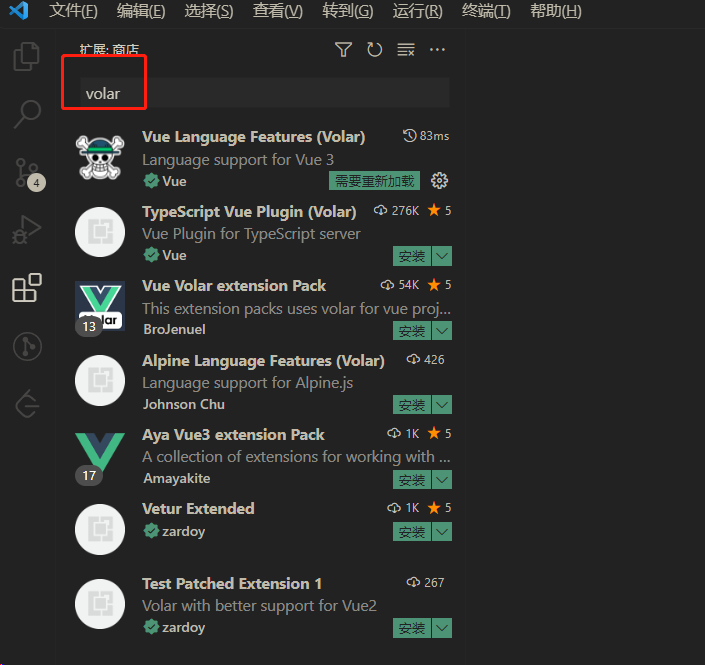 文件(F) 编辑(E) 选择(S) 查看(V) 转到(G) 运行(R) 终端(T) 帮助(H)
扩展: 商店
volar
Vue Language Features (Volar) 83ms
Language support for Vue 3
Vue 需要重新加载
4
TypeScript Vue Plugin (Volar) 276K 5
Vue Plugin for TypeScript server
Vue 安装
Vue Volar extension Pack 54K 5
This extension packs uses volar for vue proj...
13 BroJenuel 安装
Alpine Language Features (Volar) 426
Language support for Alpine.js
Johnson Chu 安装
Aya Vue3 extension Pack 1K 5
A collection of extensions for working with ...
17 Amayakite 安装
Vetur Extended 1K 5
zardoy 安装
Test Patched Extension 1 267
Volar with better support for Vue2
zardoy 安装